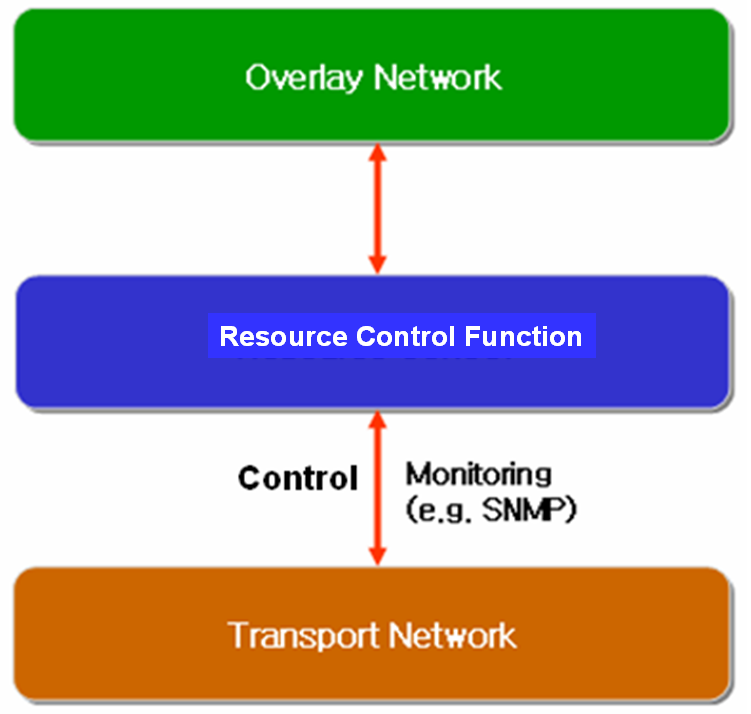 Overlay Network
Resource Control Function
Control
Monitoring
(e.g. SNMP)
Transport Network